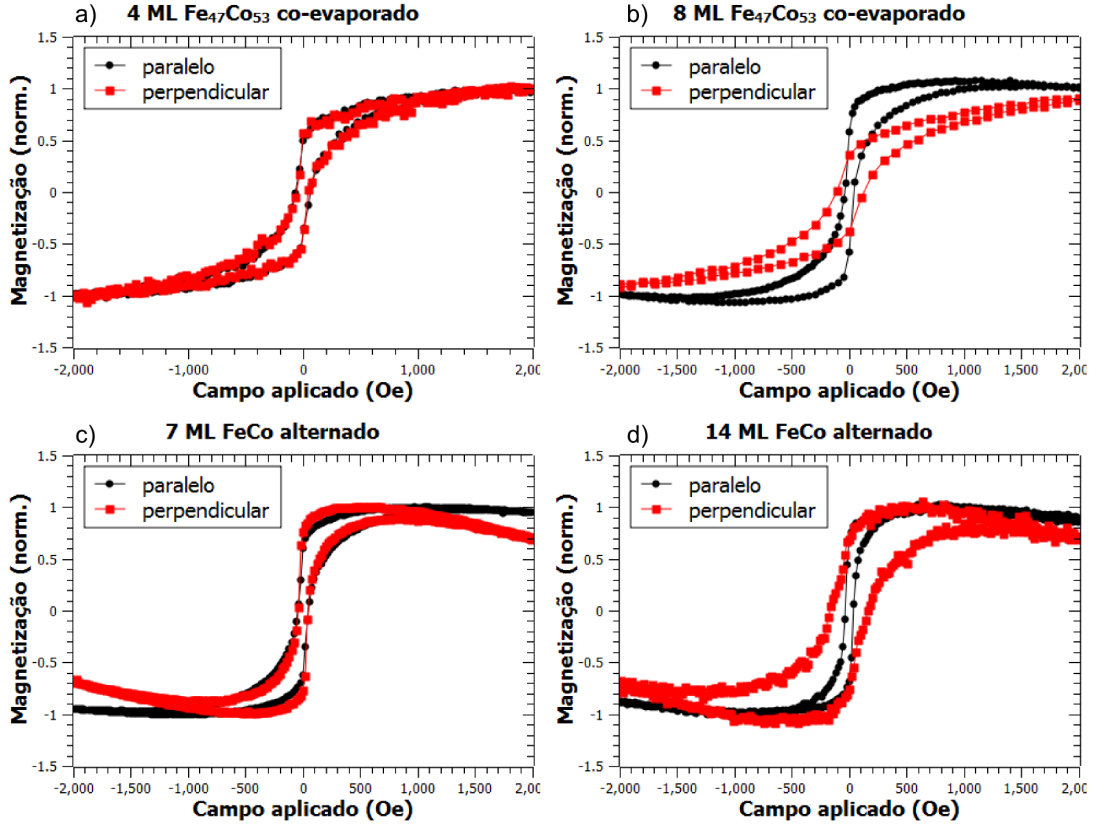 a) 4 ML Fe₄₇Co₅₃ co-evaporado
1.5
1
0.5
0
-0.5
-1
-1.5
Magnetização (norm.)
paralelo
perpendicular
-2,000 -1,000 0 1,000 2,00
Campo aplicado (Oe)
b) 8 ML Fe₄₇Co₅₃ co-evaporado
1.5
1
0.5
0
-0.5
-1
-1.5
Magnetização (norm.)
paralelo
perpendicular
-2,000 -1,500 -1,000 -500 0 500 1,000 1,500 2,00
Campo aplicado (Oe)
c) 7 ML FeCo alternado
1.5
1
0.5
0
-0.5
-1
-1.5
Magnetização (norm.)
paralelo
perpendicular
-2,000 -1,500 -1,000 -500 0 500 1,000 1,500 2,00
Campo aplicado (Oe)
d) 14 ML FeCo alternado
1.5
1
0.5
0
-0.5
-1
-1.5
Magnetização (norm.)
paralelo
perpendicular
-2,000 -1,500 -1,000 -500 0 500 1,000 1,500 2,00
Campo aplicado (Oe)